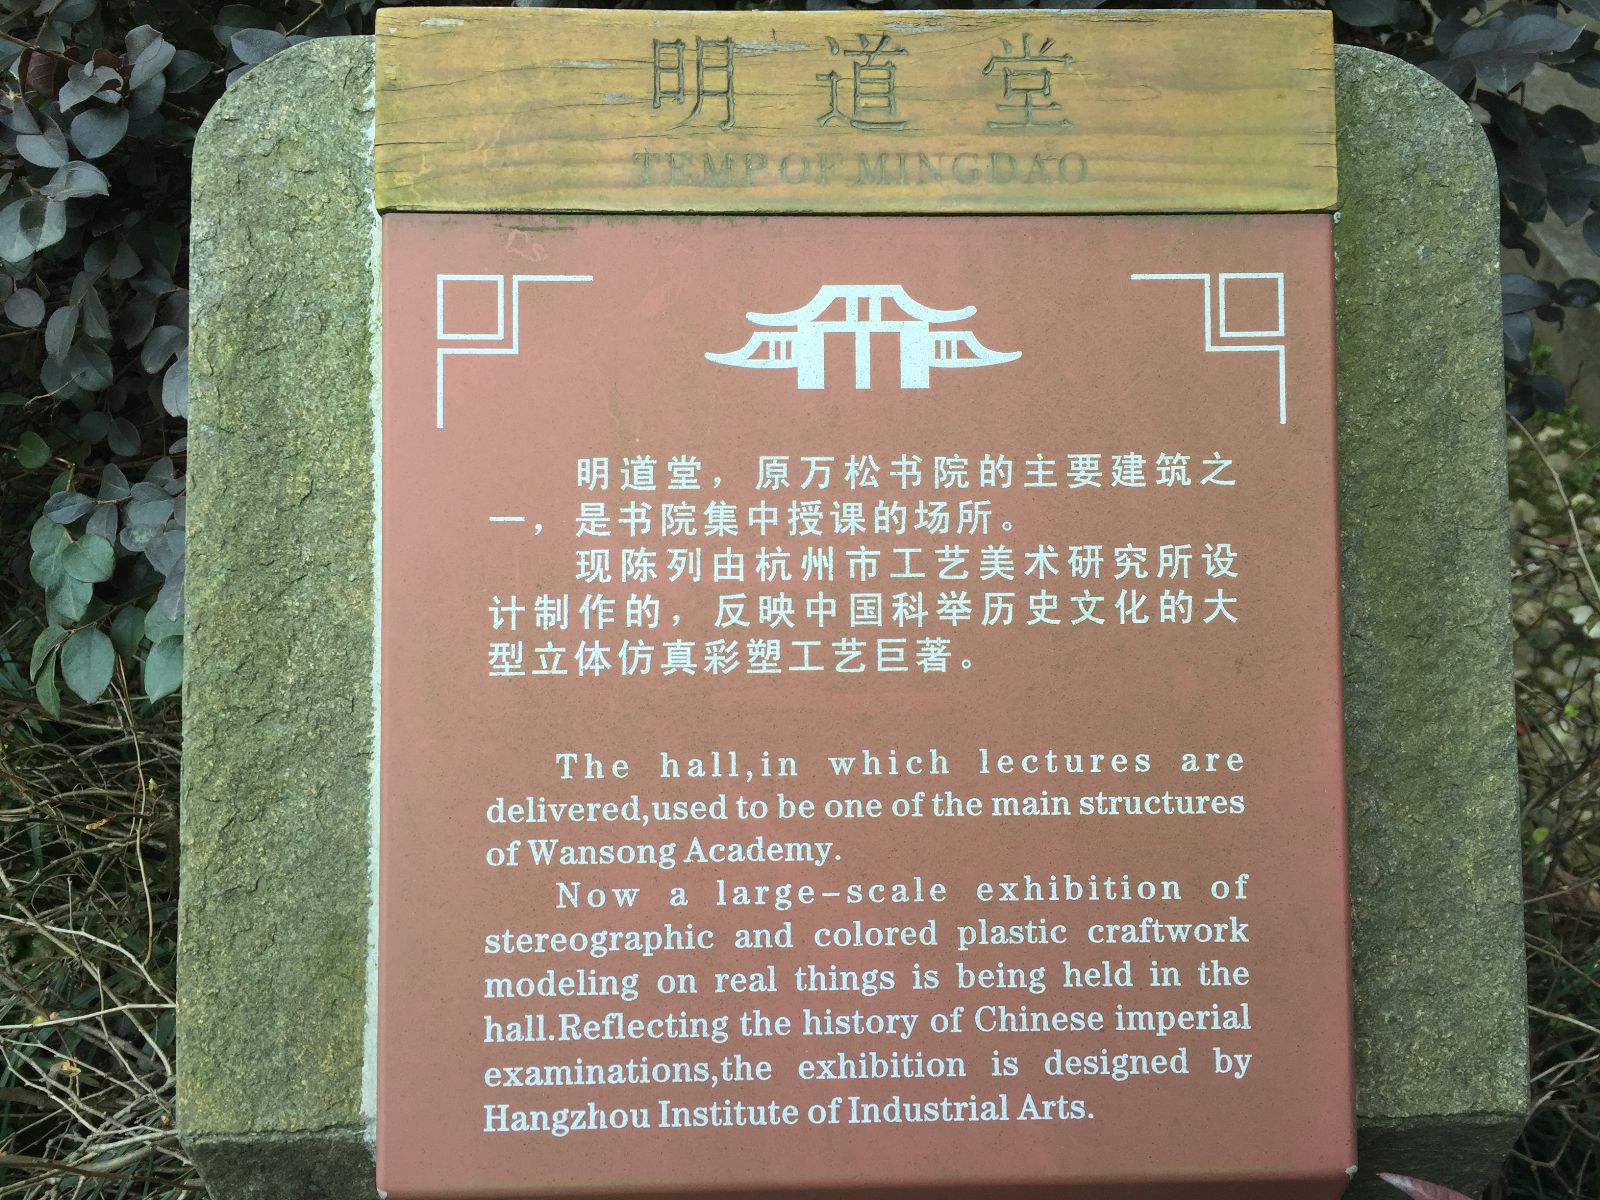 明道堂
TEMP OF MINGDAO
明道堂，原万松书院的主要建筑之
一，是书院集中授课的场所。
现陈列由杭州市工艺美术研究所设
计制作的，反映中国科举历史文化的大
型立体仿真彩塑工艺巨著。
The hall,in which lectures are
delivered,used to be one of the main structures
of Wansong Academy.
Now a large-scale exhibition of
stereographic and colored plastic craftwork
modeling on real things is being held in the
hall.Reflecting the history of Chinese imperial
examinations,the exhibition is designed by
Hangzhou Institute of Industrial Arts.